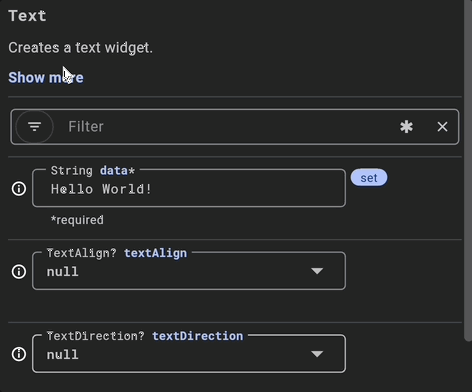 Text
Creates a text widget.
Show more
Filter
String data*
Hello World!
set
*required
TextAlign? textAlign
null
TextDirection? textDirection
null